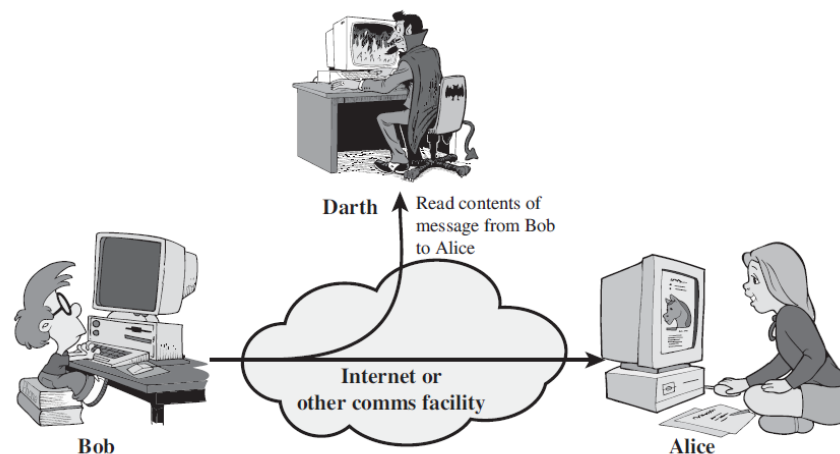 Darth
Read contents of
message from Bob
to Alice
Internet or
other comms facility
Bob
Alice